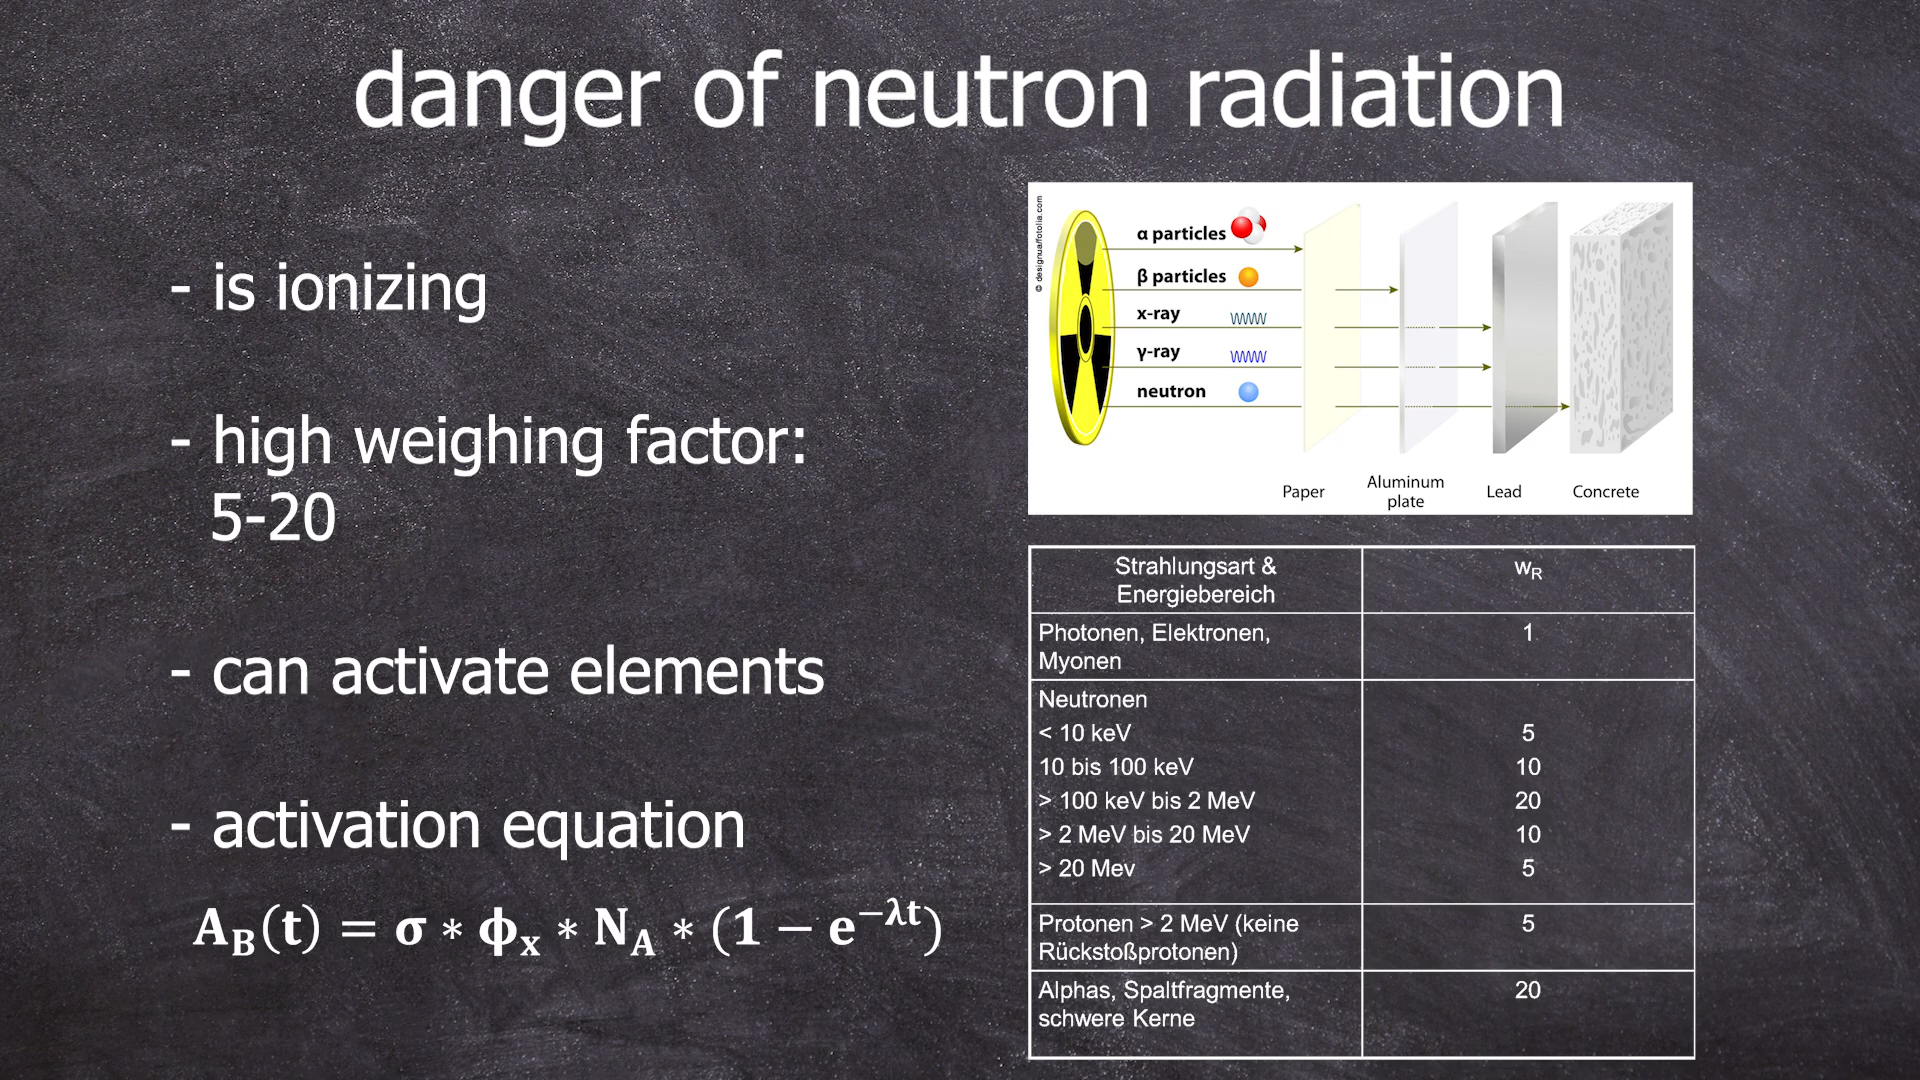 danger of neutron radiation
- is ionizing
- high weighing factor:
5-20
- can activate elements
- activation equation
A_B(t) = σ * ϕ_x * N_A * (1 − e^−λt)
© designua/fotolia.com
α particles
β particles
x-ray
γ-ray
neutron
Paper
Aluminum
plate
Lead
Concrete
Strahlungsart &
Energiebereich
w_R
Photonen, Elektronen,
Myonen
1
Neutronen
< 10 keV 5
10 bis 100 keV 10
> 100 keV bis 2 MeV 20
> 2 MeV bis 20 MeV 10
> 20 Mev 5
Protonen > 2 MeV (keine
Rückstoßprotonen)
5
Alphas, Spaltfragmente,
schwere Kerne
20